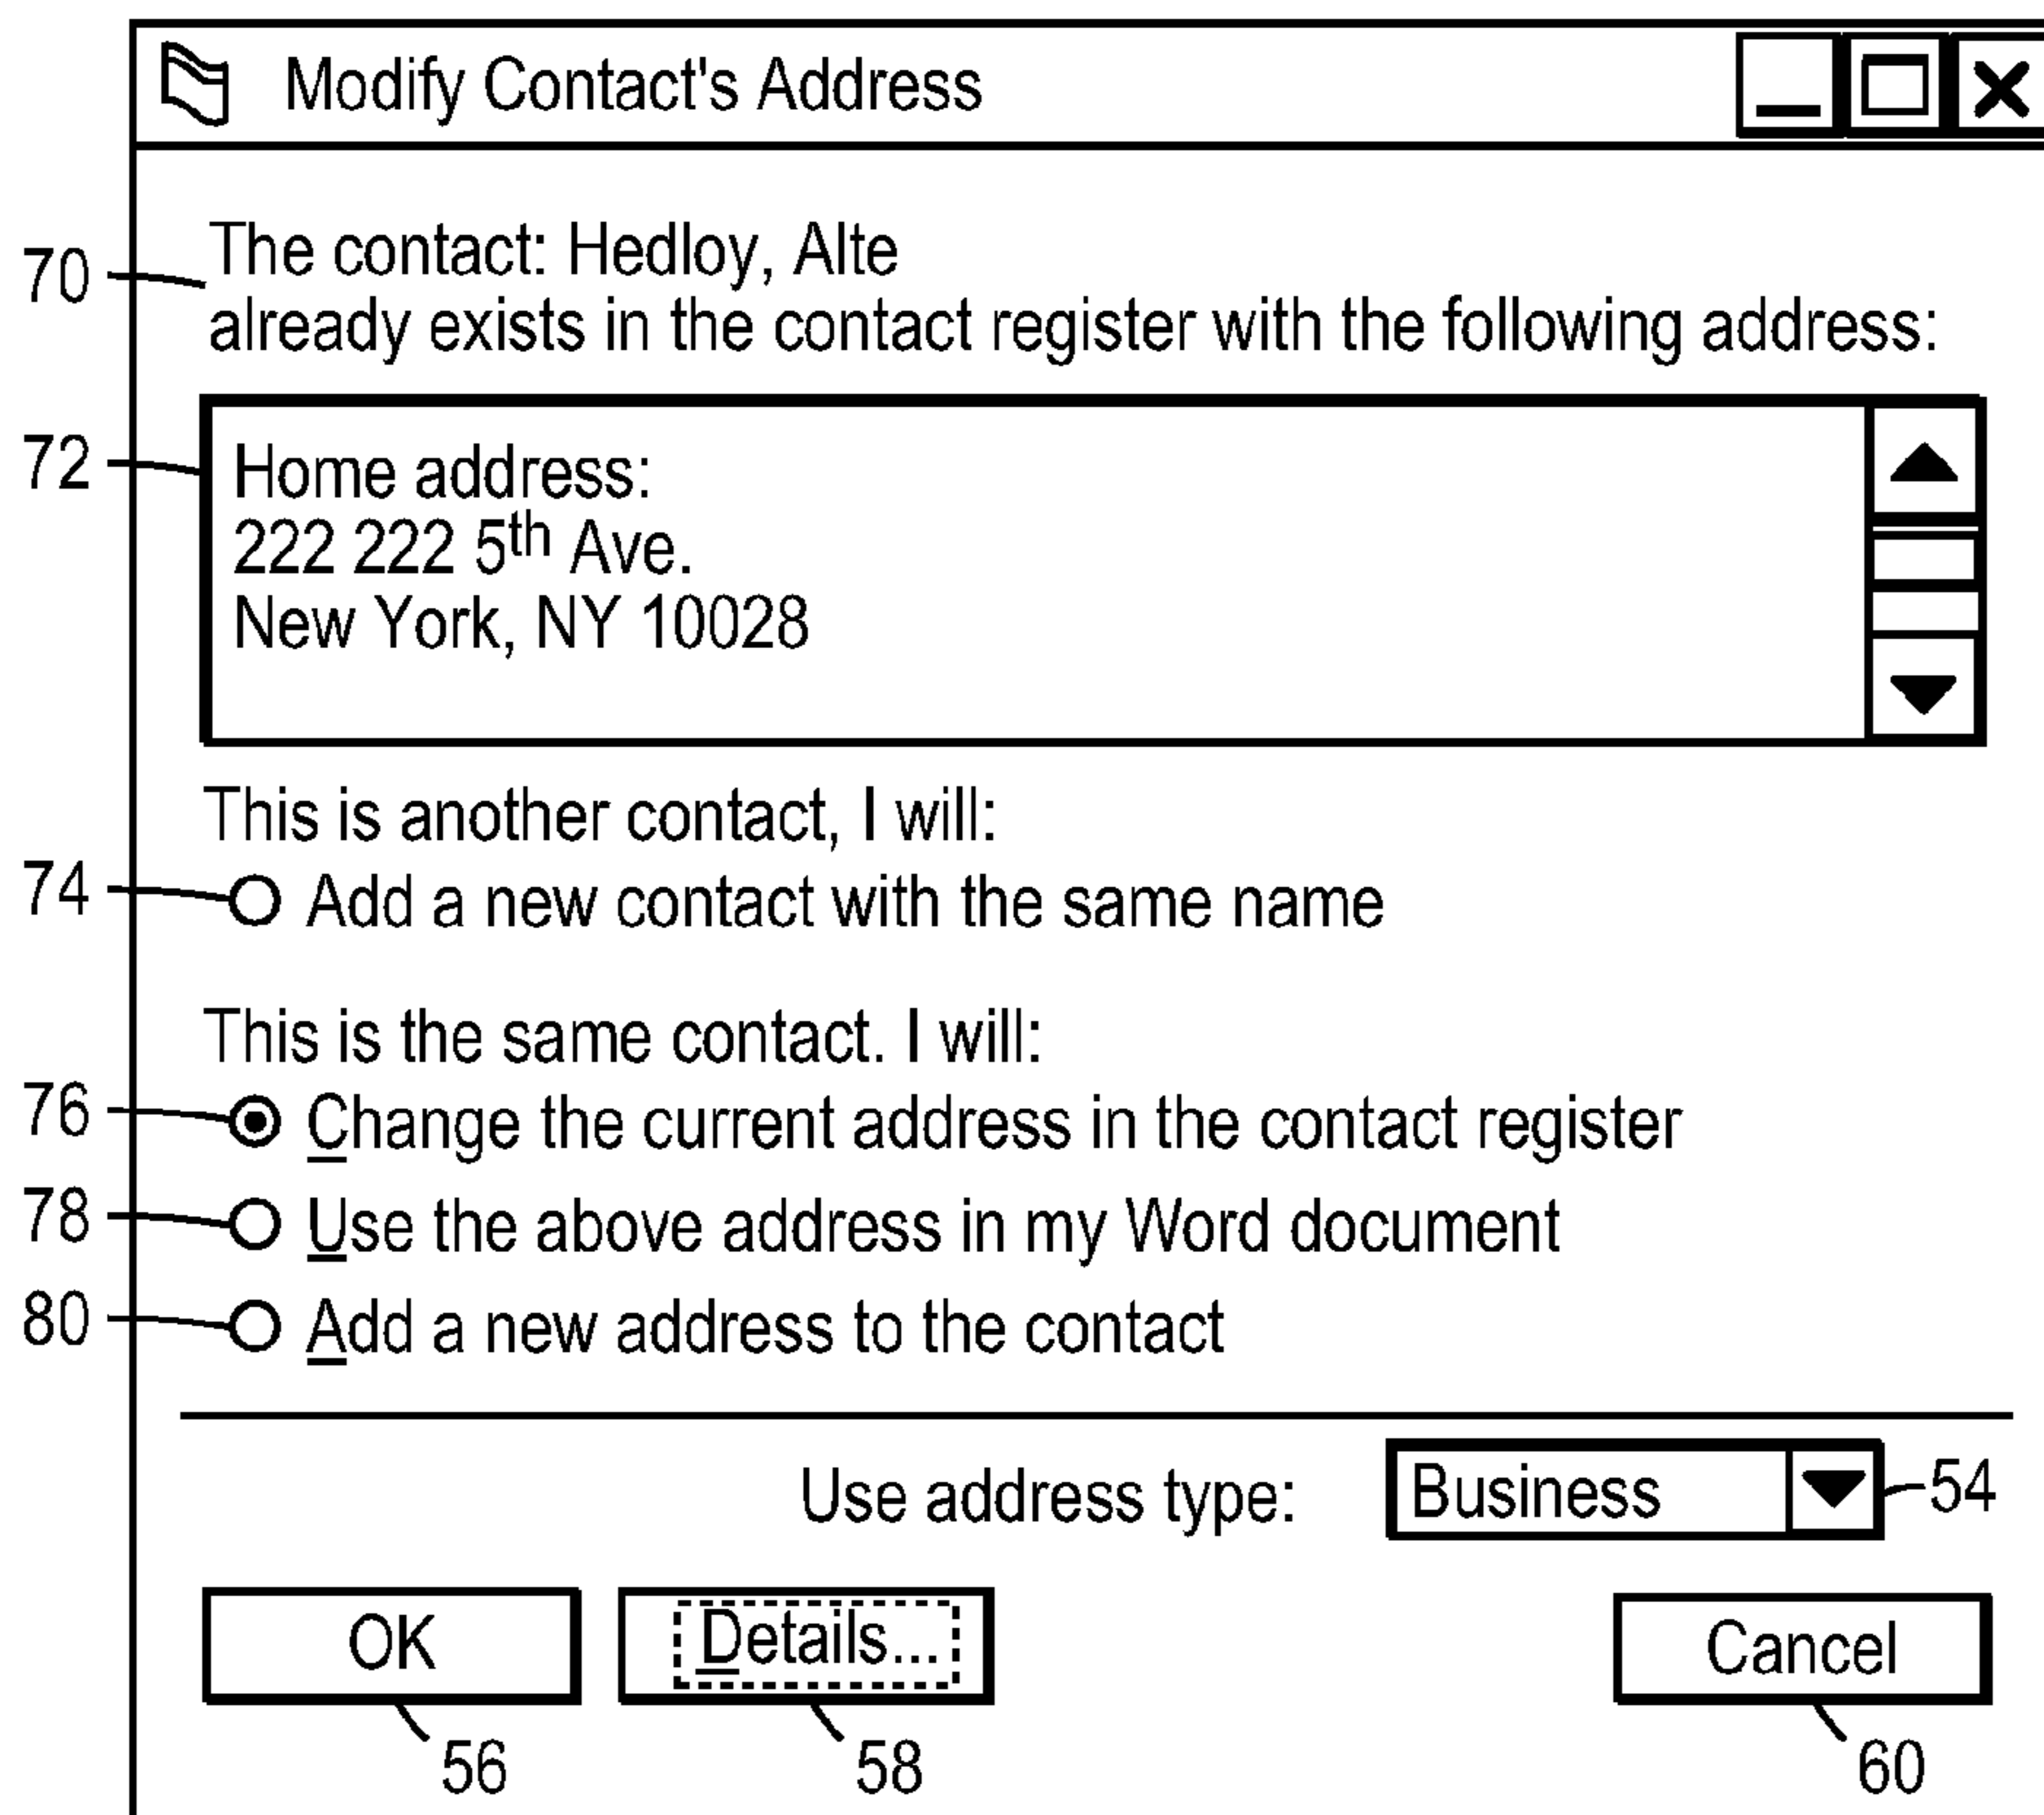 Modify Contact's Address
70
The contact: Hedloy, Alte
already exists in the contact register with the following address:
72
Home address:
222 222 5th Ave.
New York, NY 10028
This is another contact, I will:
74 Add a new contact with the same name
This is the same contact. I will:
76 Change the current address in the contact register
78 Use the above address in my Word document
80 Add a new address to the contact
Use address type: Business 54
OK Details... Cancel
56 58 60